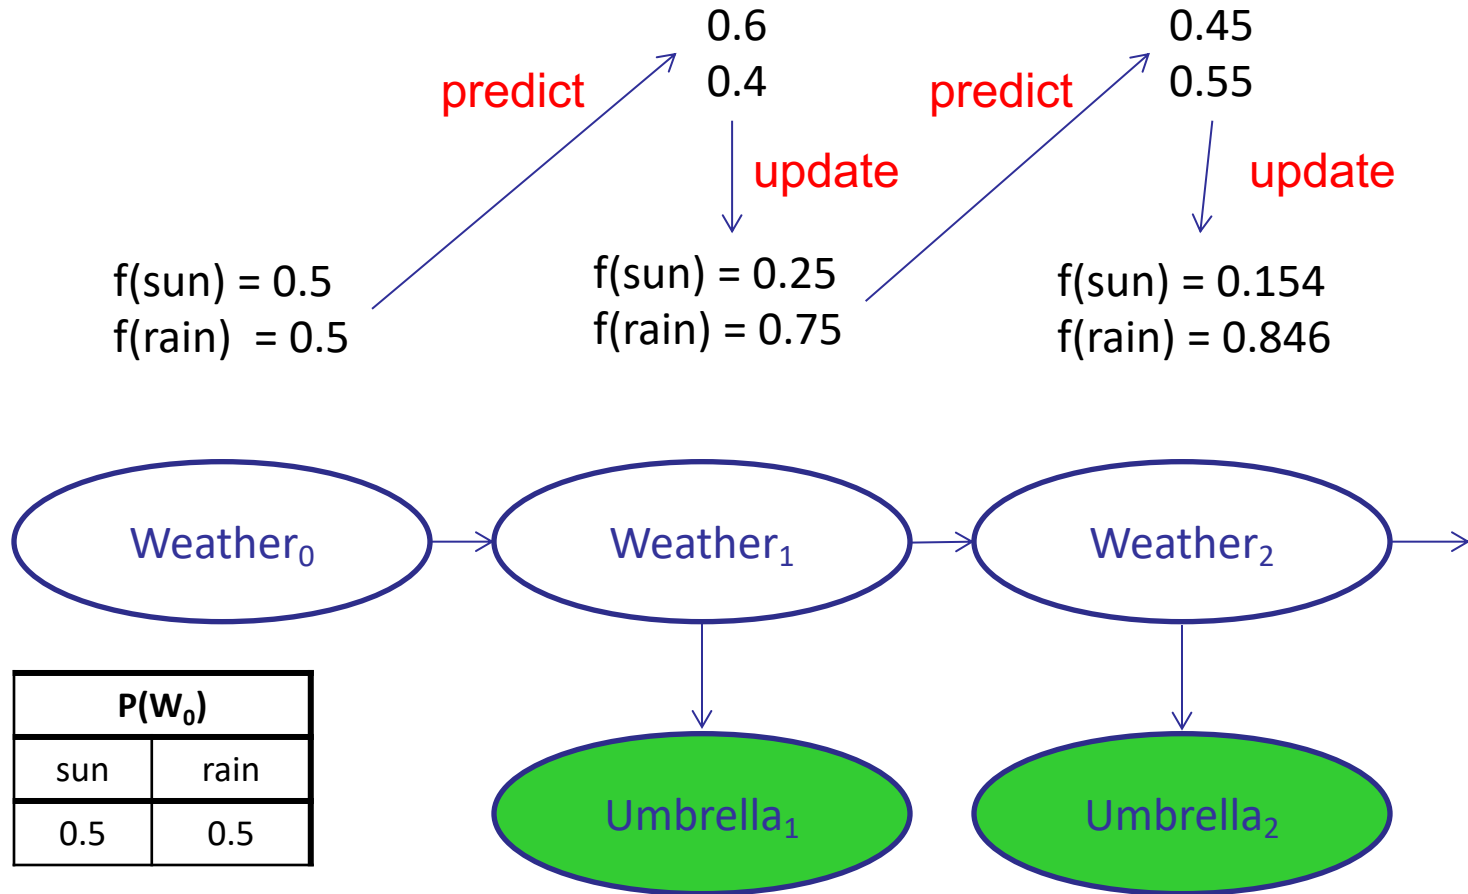 0.6
0.4
0.45
0.55
predict
predict
update
update
f(sun) = 0.5
f(rain) = 0.5
f(sun) = 0.25
f(rain) = 0.75
f(sun) = 0.154
f(rain) = 0.846
Weather₀
Weather₁
Weather₂
P(W₀)
sun rain
0.5 0.5
Umbrella₁
Umbrella₂